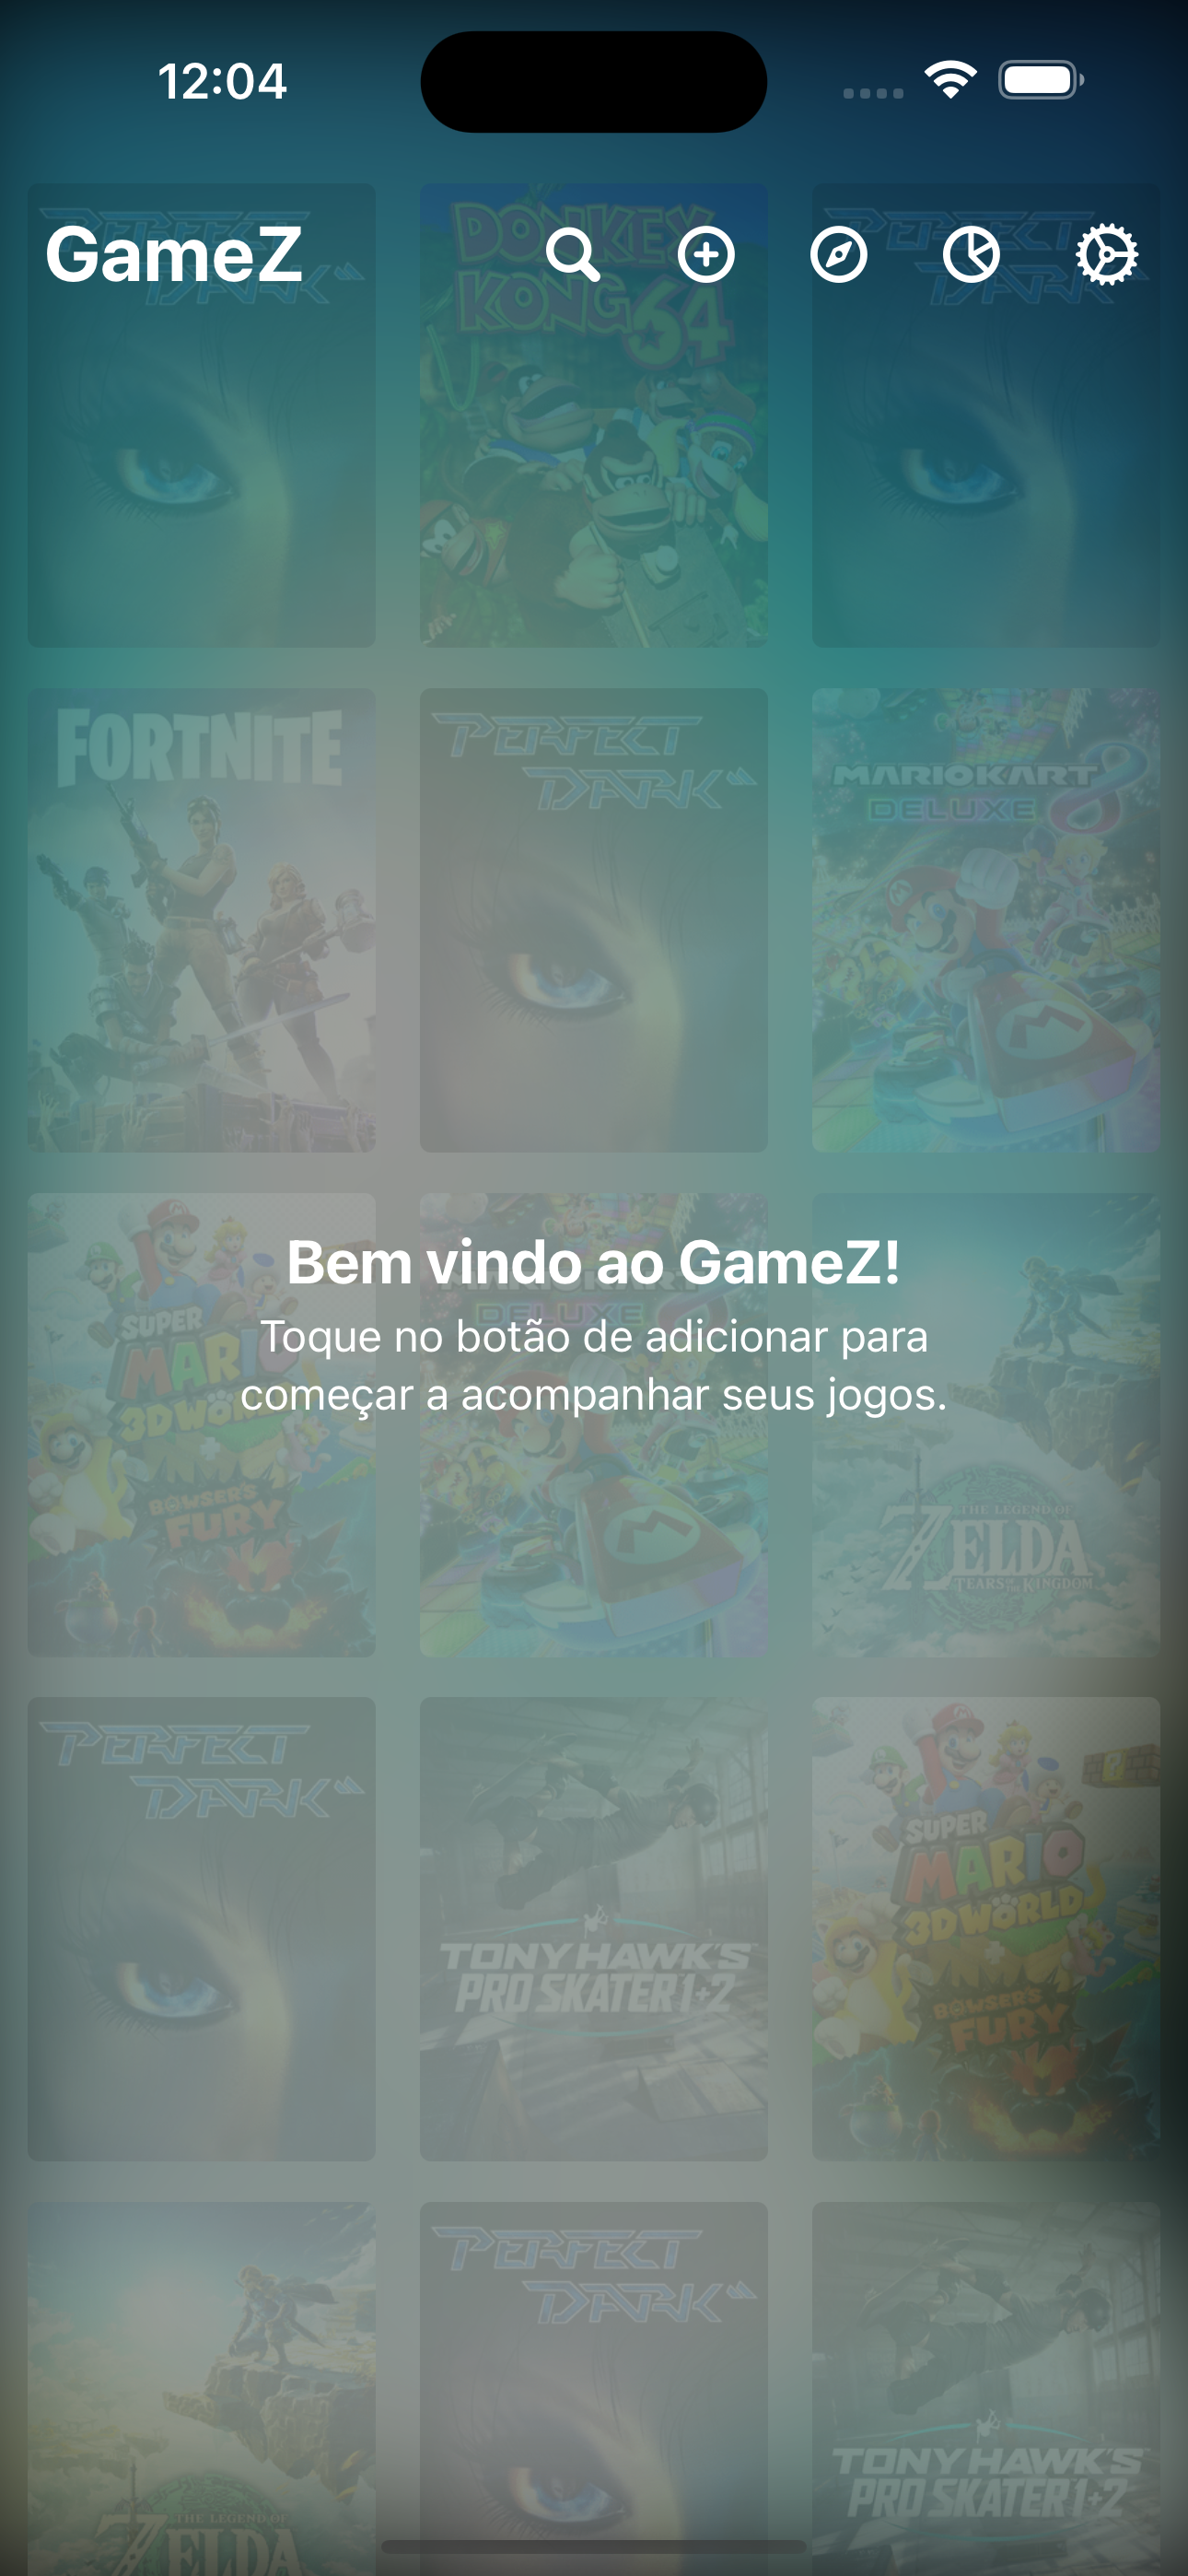 12:04
GameZ
PERFECT
DARK
DONKEY
KONG 64
PERFECT
DARK
FORTNITE
PERFECT
DARK
MARIOKART 8
DELUXE
SUPER
MARIO
3D WORLD
BOWSER'S
FURY
MARIOKART 8
DELUXE
Bem vindo ao GameZ!
Toque no botão de adicionar para
começar a acompanhar seus jogos.
THE LEGEND OF
ZELDA
TEARS OF THE KINGDOM
PERFECT
DARK
TONY HAWK'S
PRO SKATER 1+2
SUPER
MARIO
3D WORLD
BOWSER'S
FURY
THE LEGEND OF
ZELDA
PERFECT
DARK
TONY HAWK'S
PRO SKATER 1+2